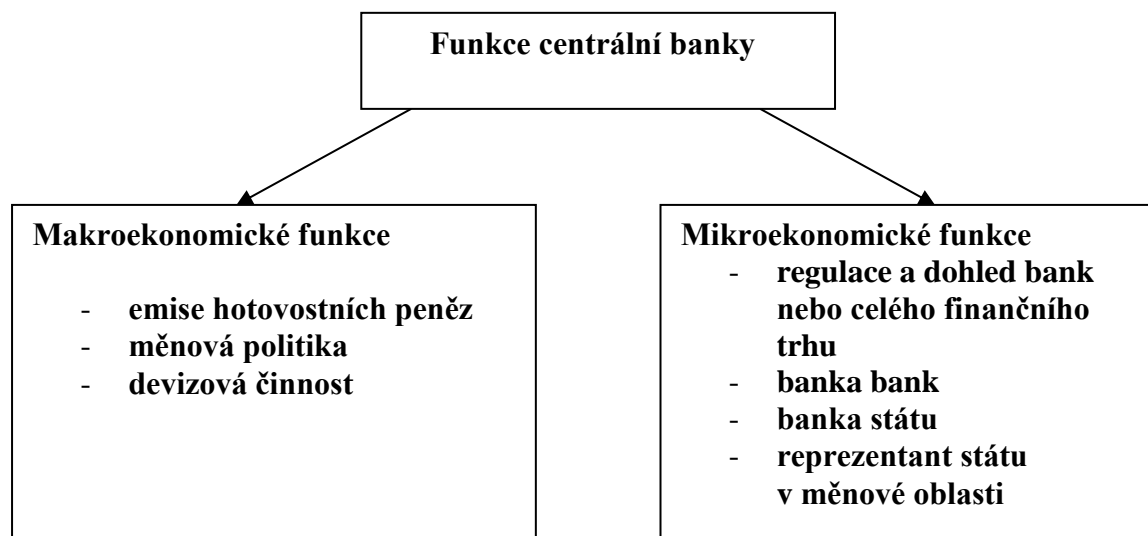 Funkce centrální banky
Makroekonomické funkce
- emise hotovostních peněz
- měnová politika
- devizová činnost
Mikroekonomické funkce
- regulace a dohled bank
nebo celého finančního
trhu
- banka bank
- banka státu
- reprezentant státu
v měnové oblasti